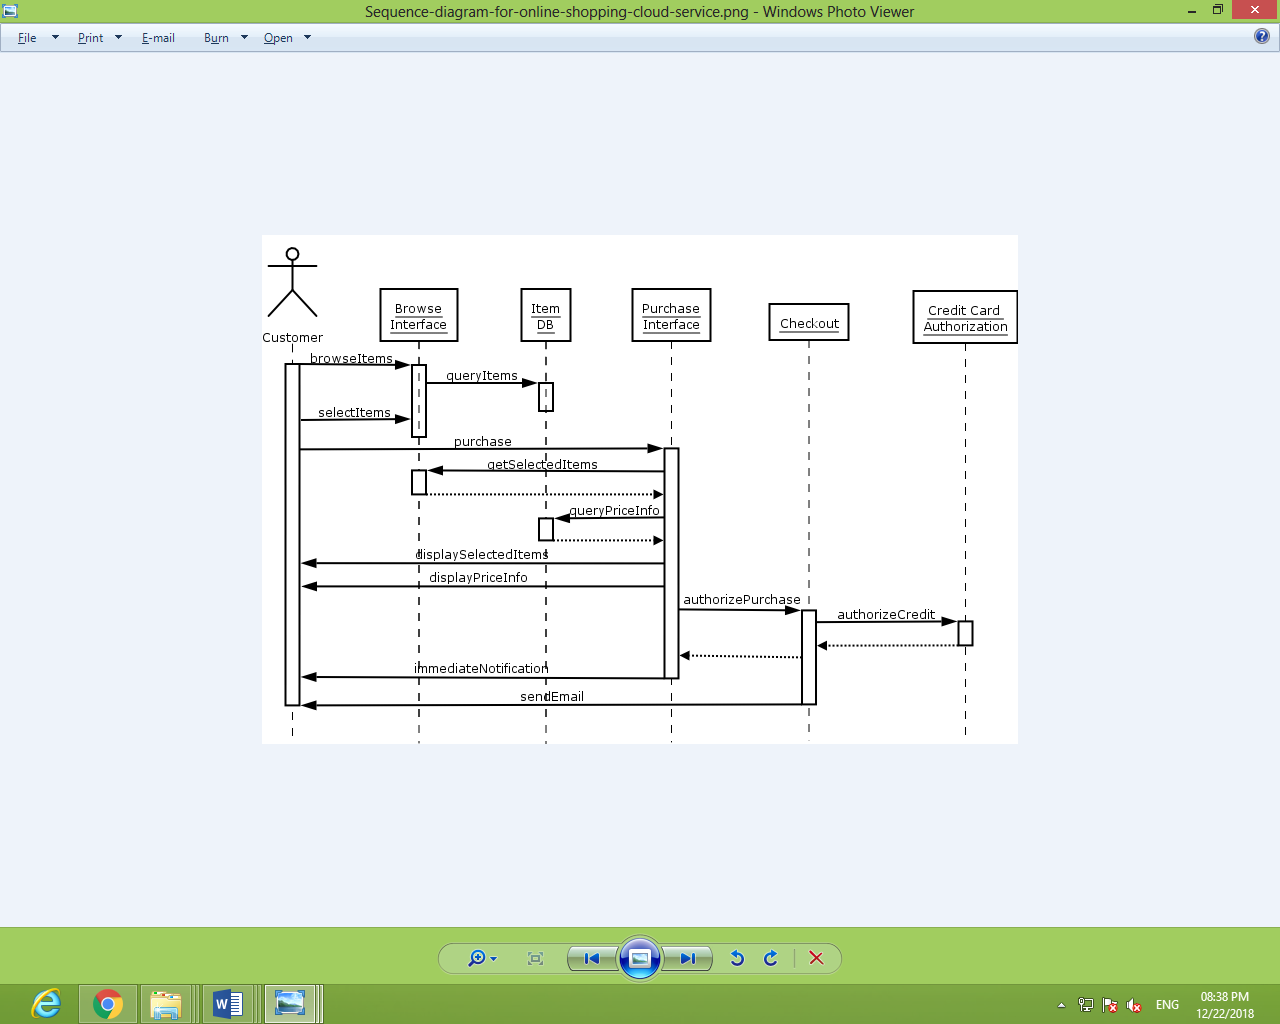 Sequence-diagram-for-online-shopping-cloud-service.png - Windows Photo Viewer
File Print E-mail Burn Open
Customer
Browse
Interface
Item
DB
Purchase
Interface
Checkout
Credit Card
Authorization
browseItems
queryItems
selectItems
purchase
getSelectedItems
queryPriceInfo
displaySelectedItems
displayPriceInfo
authorizePurchase
authorizeCredit
immediateNotification
sendEmail
ENG
08:38 PM
12/22/2018